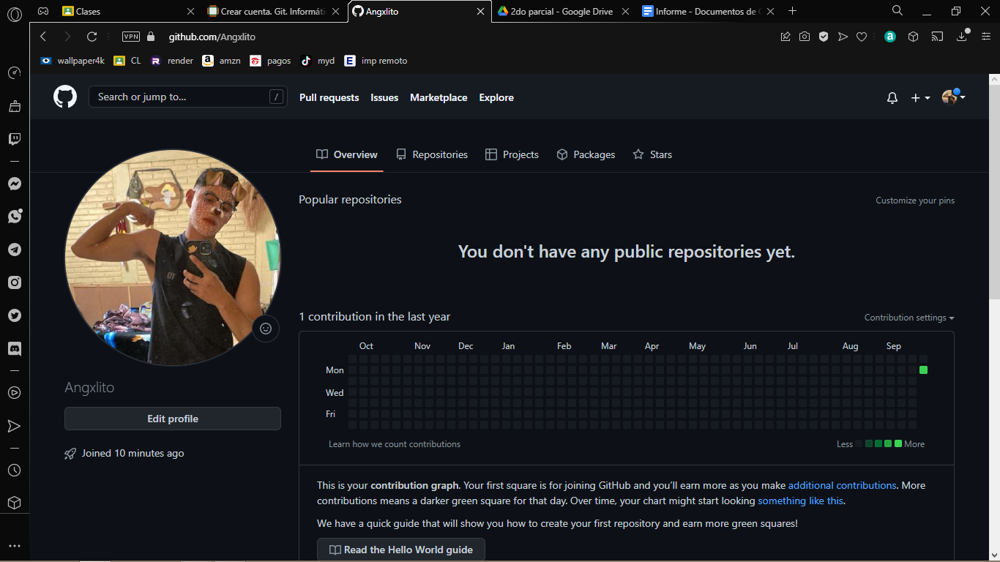 Clases
Crear cuenta. Git. Informáti
Angxlito
2do parcial - Google Drive
Informe - Documentos de G
VPN
github.com/Angxlito
wallpaper4k
CL
render
amzn
pagos
myd
imp remoto
Search or jump to...
/
Pull requests
Issues
Marketplace
Explore
Overview
Repositories
Projects
Packages
Stars
Popular repositories
Customize your pins
You don't have any public repositories yet.
1 contribution in the last year
Contribution settings
Oct Nov Dec Jan Feb Mar Apr May Jun Jul Aug Sep
Mon
Wed
Fri
Learn how we count contributions
Less
More
Angxlito
Edit profile
Joined 10 minutes ago
This is your contribution graph. Your first square is for joining GitHub and you'll earn more as you make additional contributions. More
contributions means a darker green square for that day. Over time, your chart might start looking something like this.
We have a quick guide that will show you how to create your first repository and earn more green squares!
Read the Hello World guide